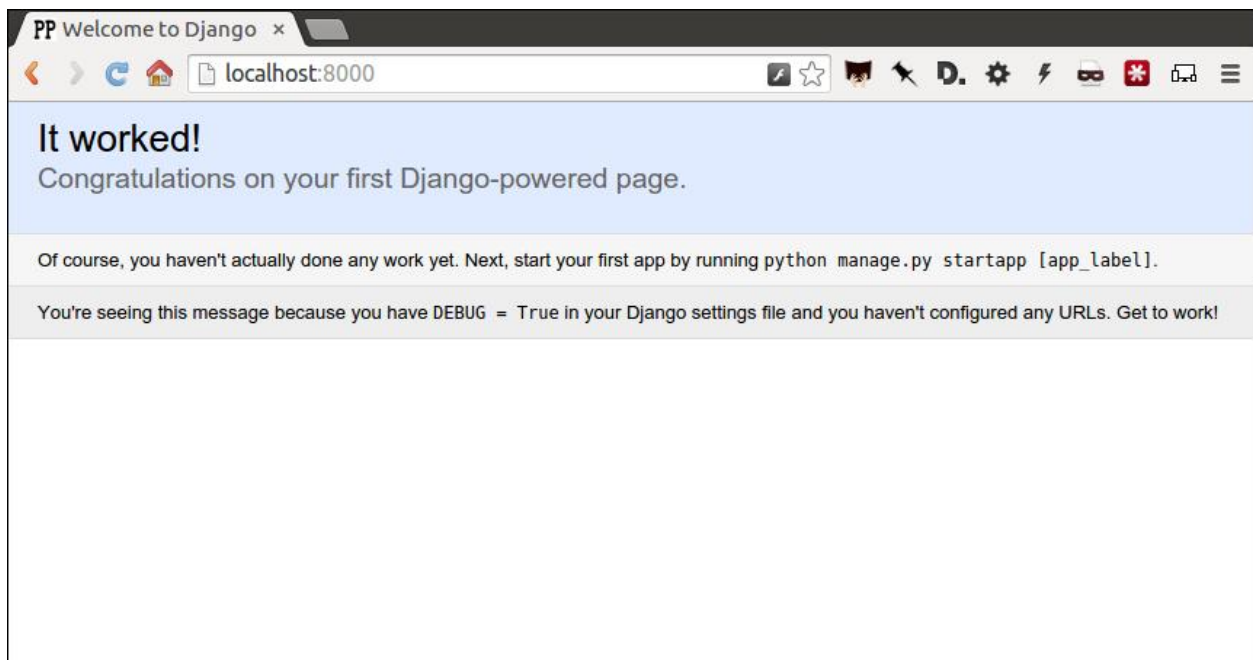 PP Welcome to Django ×
localhost:8000
D.
It worked!
Congratulations on your first Django-powered page.
Of course, you haven't actually done any work yet. Next, start your first app by running python manage.py startapp [app_label].
You're seeing this message because you have DEBUG = True in your Django settings file and you haven't configured any URLs. Get to work!